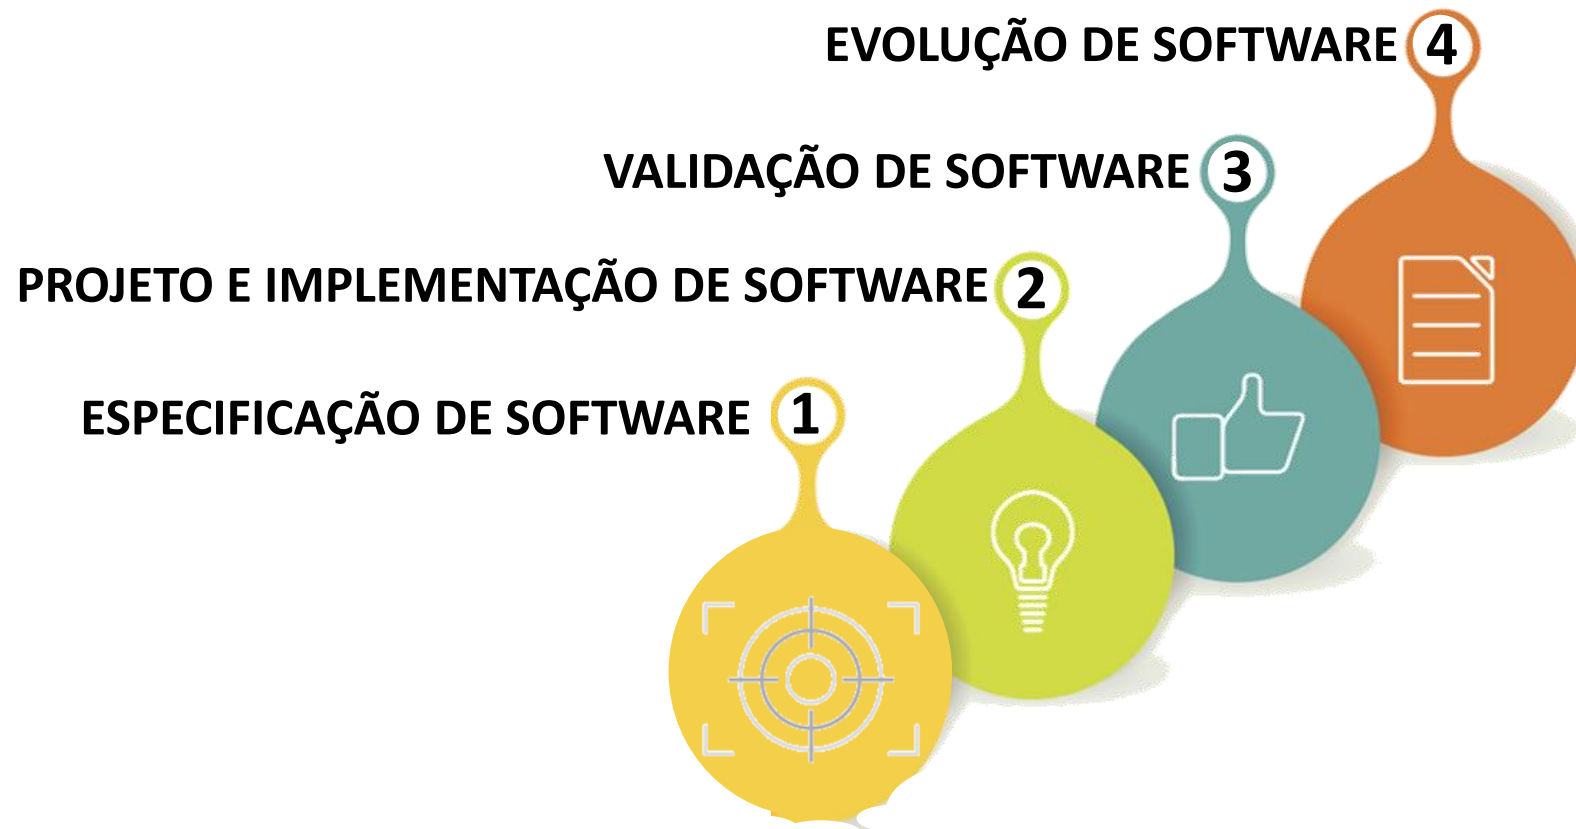 EVOLUÇÃO DE SOFTWARE 4
VALIDAÇÃO DE SOFTWARE 3
PROJETO E IMPLEMENTAÇÃO DE SOFTWARE 2
ESPECIFICAÇÃO DE SOFTWARE 1